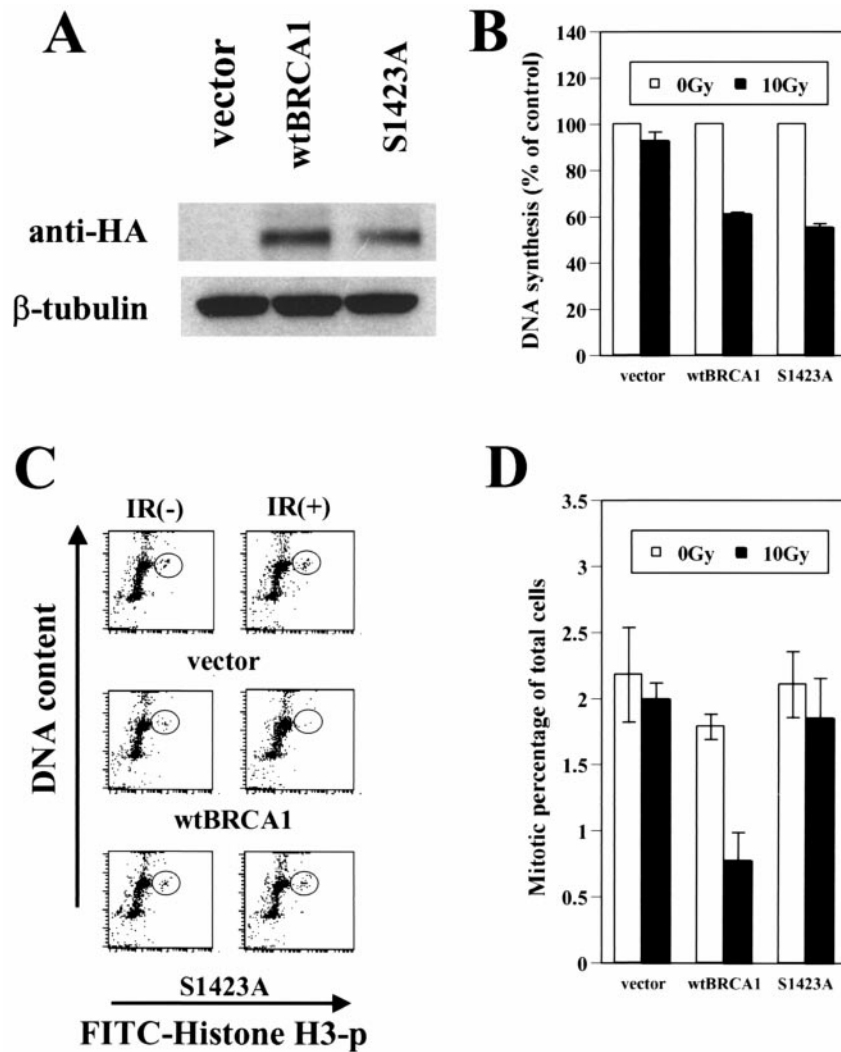 A
vector
wtBRCA1
S1423A
anti-HA
β-tubulin
B
DNA synthesis (% of control)
140
120
100
80
60
40
20
0
0Gy 10Gy
vector wtBRCA1 S1423A
C
IR(-) IR(+)
DNA content
vector
wtBRCA1
S1423A
FITC-Histone H3-p
D
Mitotic percentage of total cells
3.5
3
2.5
2
1.5
1
0.5
0
0Gy 10Gy
vector wtBRCA1 S1423A